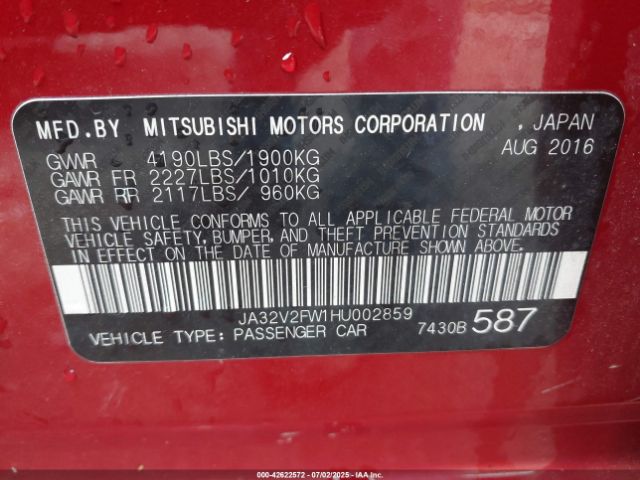 MFD.BY MITSUBISHI MOTORS CORPORATION , JAPAN
GVWR 4190LBS/1900KG AUG 2016
GAWR FR 2227LBS/1010KG
GAWR RR 2117LBS/ 960KG
THIS VEHICLE CONFORMS TO ALL APPLICABLE FEDERAL MOTOR
VEHICLE SAFETY, BUMPER, AND THEFT PREVENTION STANDARDS
IN EFFECT ON THE DATE OF MANUFACTURE SHOWN ABOVE.
JA32V2FW1HU002859
VEHICLE TYPE: PASSENGER CAR 7430B 587
000-42622572 - 07/02/2025 - IAAI.COM